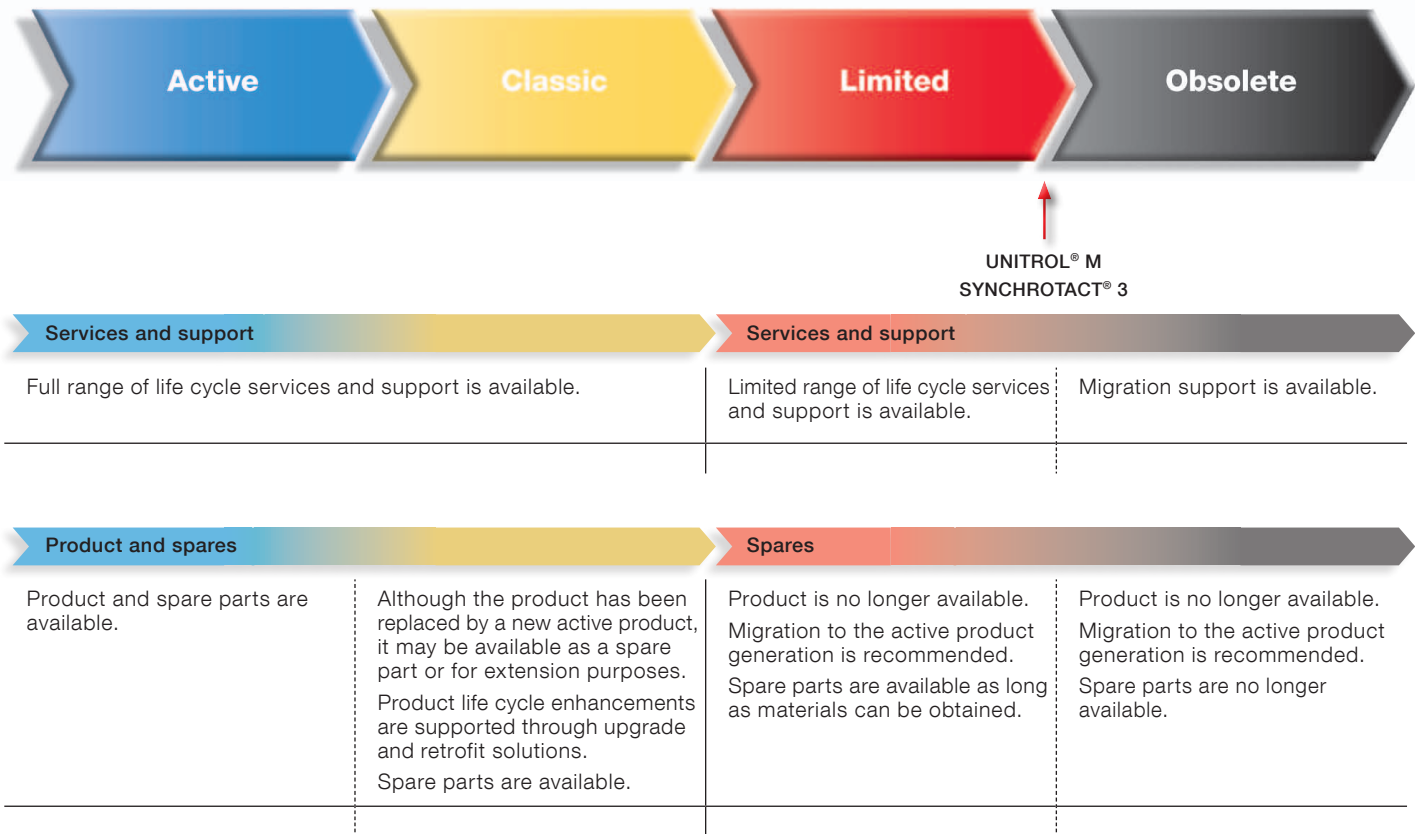 Active
Classic
Limited
Obsolete
UNITROL® M
SYNCHROTACT® 3
Services and support
Services and support
Full range of life cycle services and support is available.
Limited range of life cycle services
and support is available.
Migration support is available.
Product and spares
Spares
Product and spare parts are
available.
Although the product has been
replaced by a new active product,
it may be available as a spare
part or for extension purposes.
Product life cycle enhancements
are supported through upgrade
and retrofit solutions.
Spare parts are available.
Product is no longer available.
Migration to the active product
generation is recommended.
Spare parts are available as long
as materials can be obtained.
Product is no longer available.
Migration to the active product
generation is recommended.
Spare parts are no longer
available.